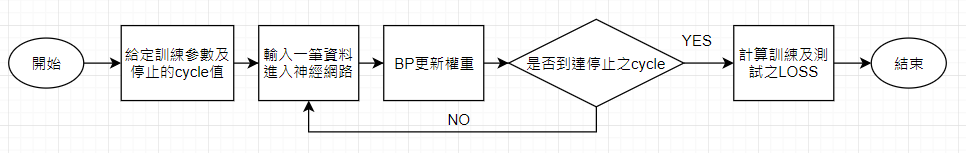 開始
給定訓練參數及
停止的cycle值
輸入一筆資料
進入神經網路
BP更新權重
是否到達停止之cycle
YES
NO
計算訓練及測
試之LOSS
結束